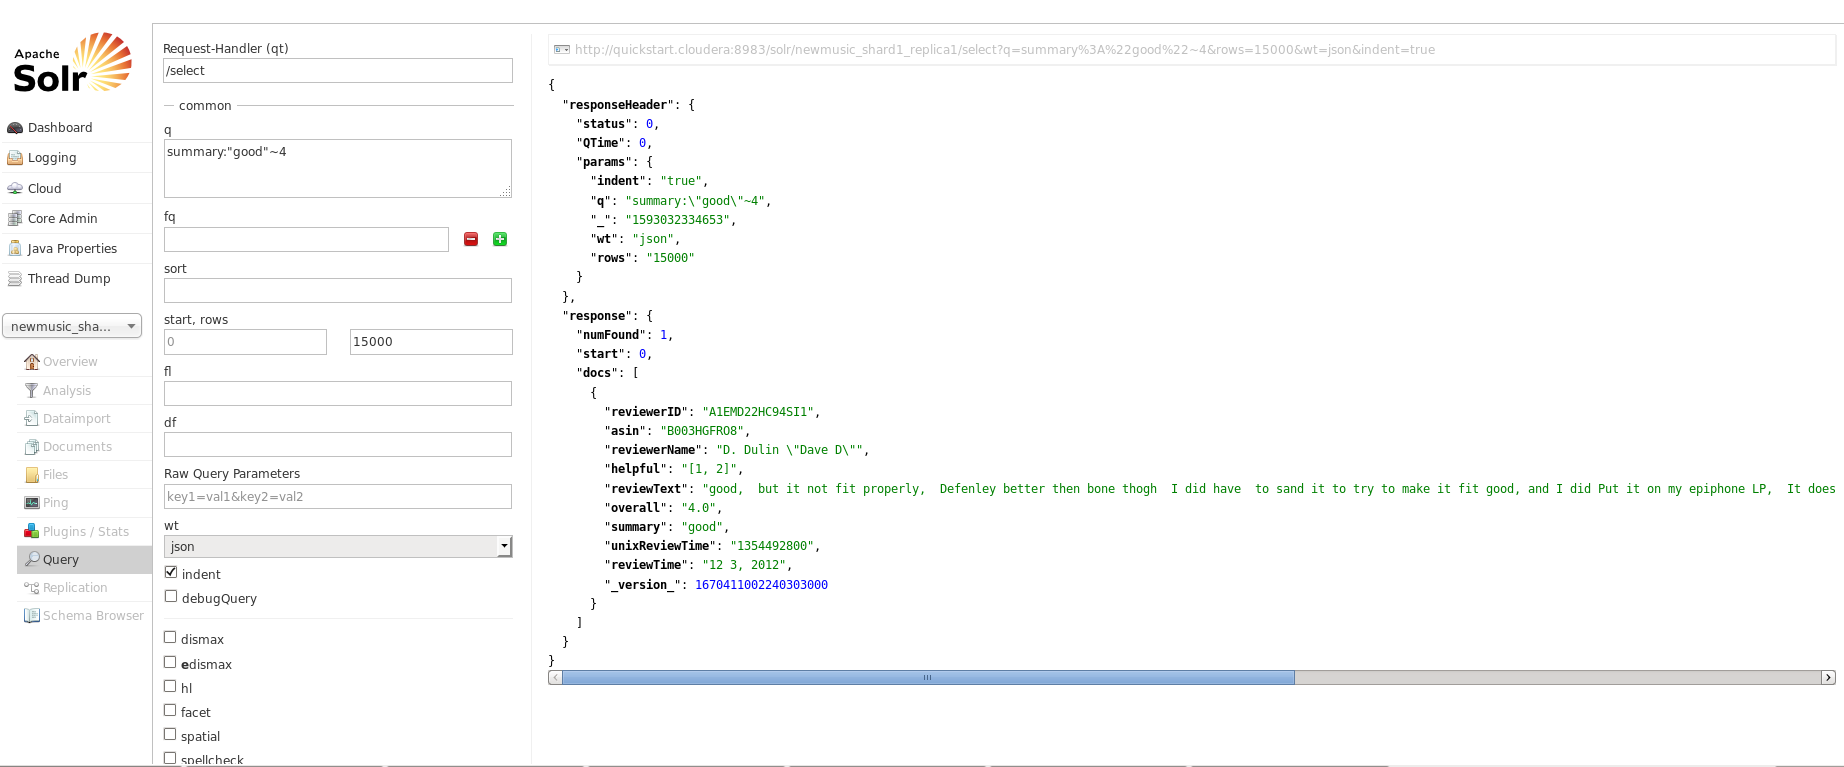 Apache
Solr
Dashboard
Logging
Cloud
Core Admin
Java Properties
Thread Dump
newmusic_sha...
Overview
Analysis
Dataimport
Documents
Files
Ping
Plugins / Stats
Query
Replication
Schema Browser
Request-Handler (qt)
/select
common
q
summary:"good"~4
fq
sort
start, rows
0 15000
fl
df
Raw Query Parameters
key1=val1&key2=val2
wt
json
indent
debugQuery
dismax
edismax
hl
facet
spatial
spellcheck
http://quickstart.cloudera:8983/solr/newmusic_shard1_replica1/select?q=summary%3A%22good%22~4&rows=15000&wt=json&indent=true
{
"responseHeader": {
"status": 0,
"QTime": 0,
"params": {
"indent": "true",
"q": "summary:\"good\"~4",
"_": "1593032334653",
"wt": "json",
"rows": "15000"
}
},
"response": {
"numFound": 1,
"start": 0,
"docs": [
{
"reviewerID": "A1EMD22HC94SI1",
"asin": "B003HGFRO8",
"reviewerName": "D. Dulin \"Dave D\"",
"helpful": "[1, 2]",
"reviewText": "good,  but it not fit properly,  Defenley better then bone thogh  I did have  to sand it to try to make it fit good, and I did Put it on my epiphone LP,  It does
"overall": "4.0",
"summary": "good",
"unixReviewTime": "1354492800",
"reviewTime": "12 3, 2012",
"_version_": 1670411002240303000
}
]
}
}